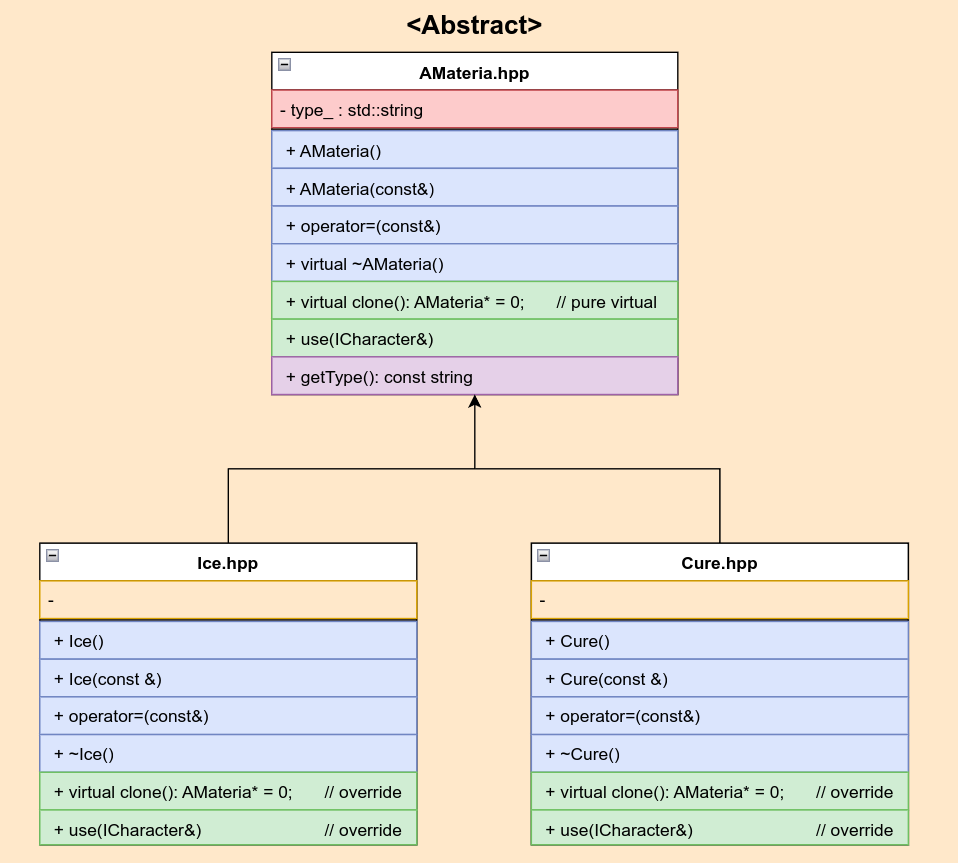 <Abstract>
AMateria.hpp
- type_ : std::string
+ AMateria()
+ AMateria(const&)
+ operator=(const&)
+ virtual ~AMateria()
+ virtual clone(): AMateria* = 0; // pure virtual
+ use(ICharacter&)
+ getType(): const string
Ice.hpp
-
+ Ice()
+ Ice(const &)
+ operator=(const&)
+ ~Ice()
+ virtual clone(): AMateria* = 0; // override
+ use(ICharacter&) // override
Cure.hpp
-
+ Cure()
+ Cure(const &)
+ operator=(const&)
+ ~Cure()
+ virtual clone(): AMateria* = 0; // override
+ use(ICharacter&) // override